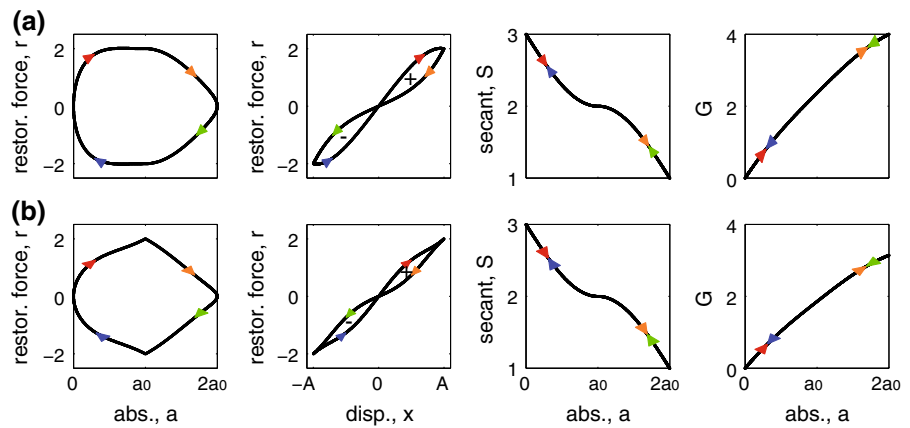 (a)
restor. force, r
2
0
−2
restor. force, r
2
0
−2
+
-
secant, S
3
2
1
G
4
2
0
(b)
restor. force, r
2
0
−2
0 a₀ 2a₀
abs., a
restor. force, r
2
0
−2
+
-
−A 0 A
disp., x
secant, S
3
2
1
0 a₀ 2a₀
abs., a
G
4
2
0
0 a₀ 2a₀
abs., a